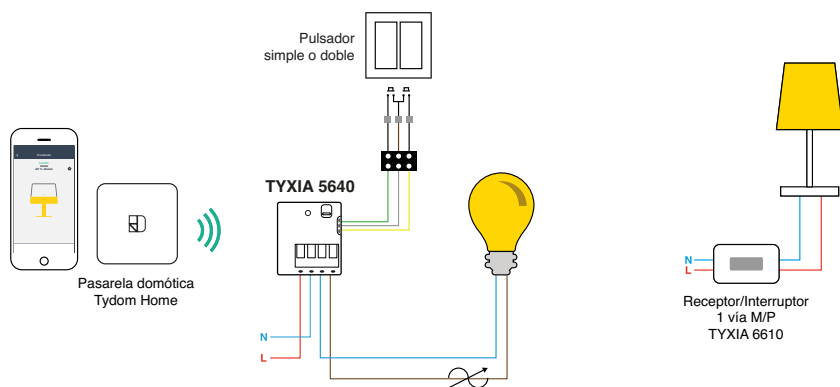 Pulsador
simple o doble
TYXIA 5640
Pasarela domótica
Tydom Home
N
L
N
L
Receptor/Interruptor
1 vía M/P
TYXIA 6610